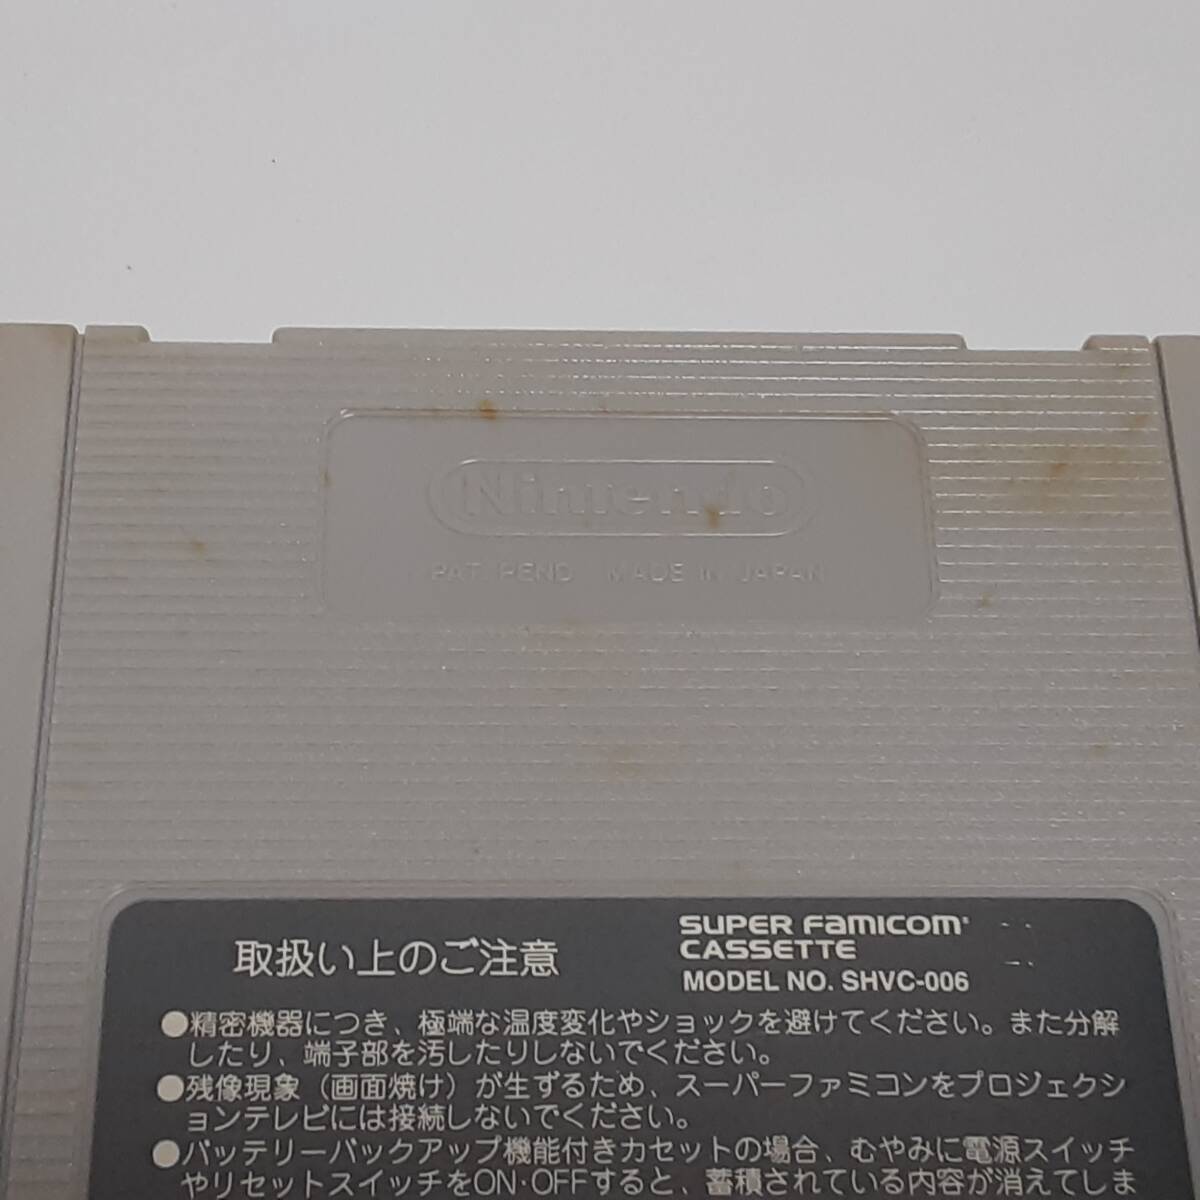 Nintendo
PAT. PEND MADE IN JAPAN
取扱い上のご注意
SUPER FAMICOM
CASSETTE
MODEL NO. SHVC-006
●精密機器につき、極端な温度変化やショックを避けてください。また分解
したり、端子部を汚したりしないでください。
●残像現象（画面焼け）が生ずるため、スーパーファミコンをプロジェクシ
ョンテレビには接続しないでください。
●バッテリーバックアップ機能付きカセットの場合、むやみに電源スイッチ
やリセットスイッチをON·OFFすると、蓄積されている内容が消えてしま